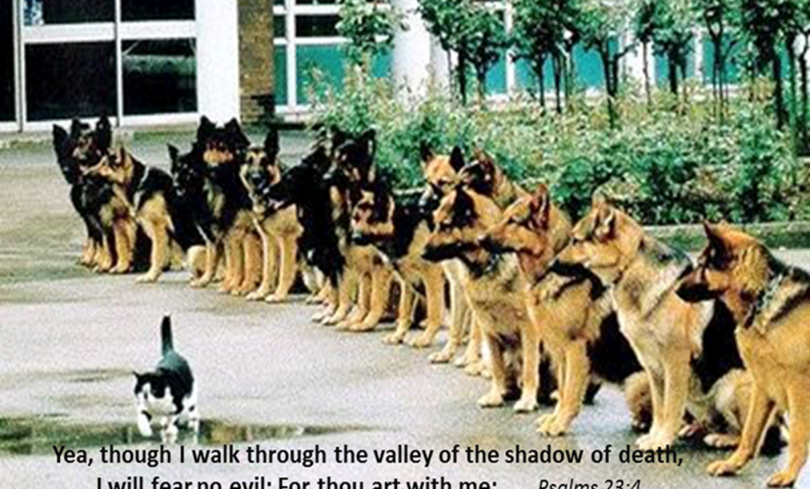 Yea, though I walk through the valley of the shadow of death,
I will fear no evil: For thou art with me; Psalms 23:4